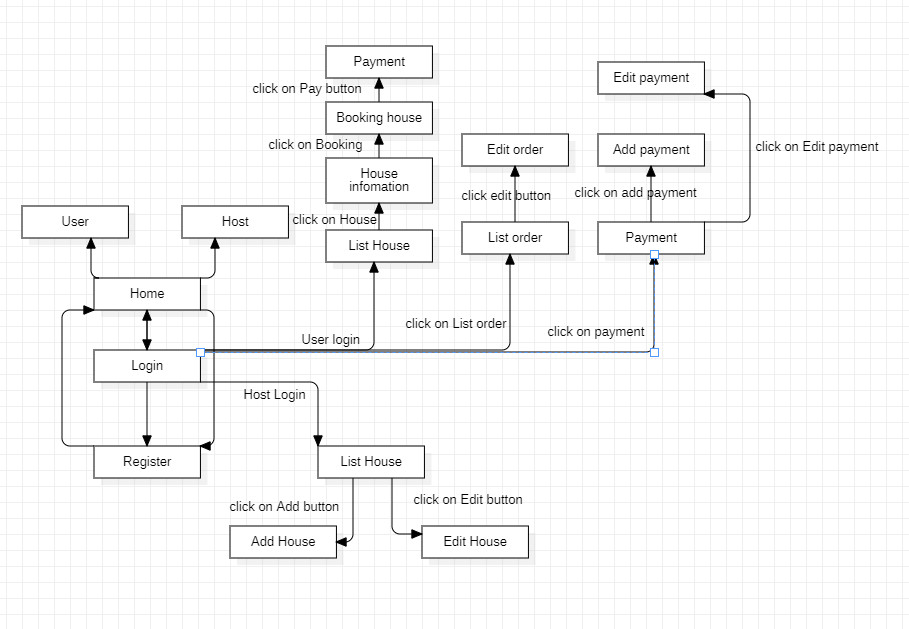 Payment
Edit payment
click on Pay button
Booking house
click on Booking
Edit order
Add payment
click on Edit payment
House
infomation
click edit button
click on add payment
User
Host
click on House
List House
List order
Payment
Home
click on List order
click on payment
User login
Login
Host Login
Register
List House
click on Add button
click on Edit button
Add House
Edit House